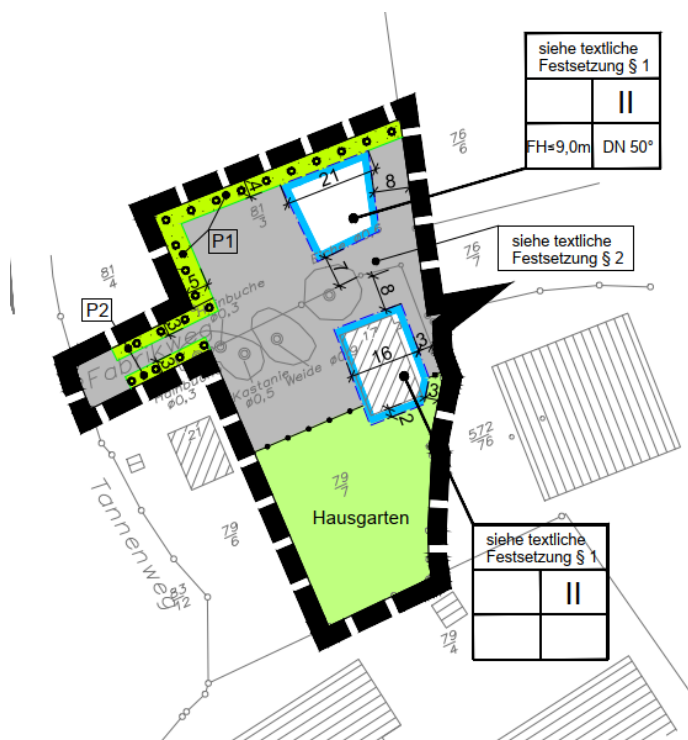 siehe textliche
Festsetzung § 1
II
FH≤9,0m
DN 50°
76
6
21
4
8
81
3
P1
siehe textliche
Festsetzung § 2
76
7
81
4
7
5
8
Hainbuche
ø0.3
P2
3
Fabrikweg
3
3
16
Kastanie
ø0.5
Weide
Hainbuche
ø0.3
3
2
21
572
76
79
7
Hausgarten
79
6
Tannenweg
siehe textliche
Festsetzung § 1
II
83
12
79
4